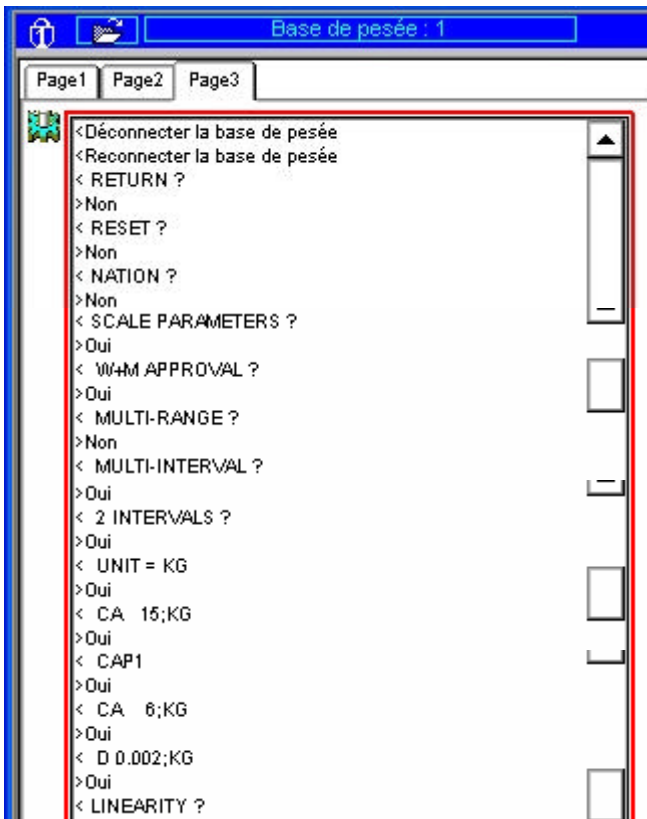 Base de pesée : 1
Page1 Page2 Page3
<Déconnecter la base de pesée
<Reconnecter la base de pesée
< RETURN ?
>Non
< RESET ?
>Non
< NATION ?
>Non
< SCALE PARAMETERS ?
>Oui
< W+M APPROVAL ?
>Oui
< MULTI-RANGE ?
>Non
< MULTI-INTERVAL ?
>Oui
< 2 INTERVALS ?
>Oui
< UNIT = KG
>Oui
< CA 15;KG
>Oui
< CAP1
>Oui
< CA 6;KG
>Oui
< D 0.002;KG
>Oui
< LINEARITY ?